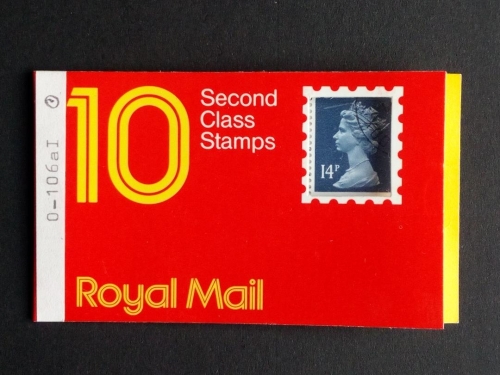 10
Second
Class
Stamps
14P
0-106aI
Royal Mail